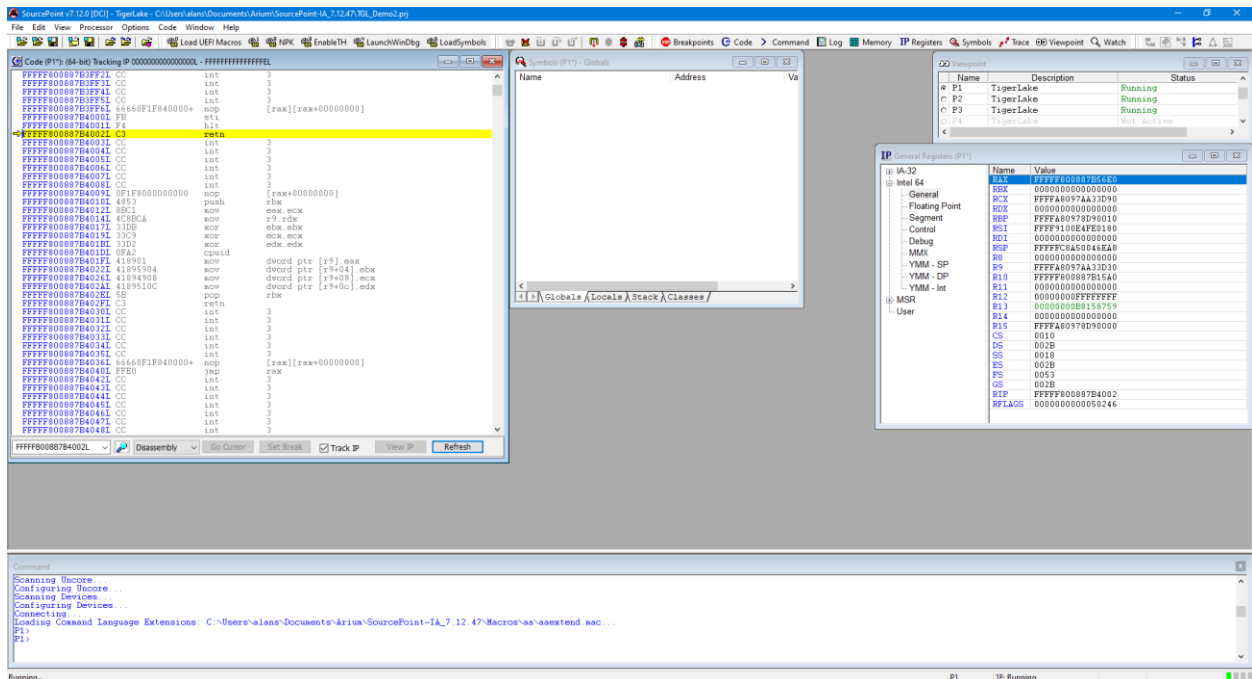 SourcePoint v7.12.0 [DCI] - TigerLake - C:\Users\alans\Documents\Arium\SourcePoint-IA_7.12.47\TGL_Demo2.prj
File Edit View Processor Options Code Window Help
Load UEFI Macros NPK EnableTH LaunchWinDbg LoadSymbols Breakpoints Code Command Log Memory IP Registers Symbols Trace Viewpoint Watch
Code (P1*): (64-bit) Tracking IP 0000000000000000L - FFFFFFFFFFFFFFFEL
FFFFF800887B3FF2L CC int 3
FFFFF800887B3FF3L CC int 3
FFFFF800887B3FF4L CC int 3
FFFFF800887B3FF5L CC int 3
FFFFF800887B3FF6L 66660F1F840000+ nop [rax][rax+00000000]
FFFFF800887B4000L FB sti
FFFFF800887B4001L F4 hlt
FFFFF800887B4002L C3 retn
FFFFF800887B4003L CC int 3
FFFFF800887B4004L CC int 3
FFFFF800887B4005L CC int 3
FFFFF800887B4006L CC int 3
FFFFF800887B4007L CC int 3
FFFFF800887B4008L CC int 3
FFFFF800887B4009L 0F1F8000000000 nop [rax+00000000]
FFFFF800887B4010L 4053 push rbx
FFFFF800887B4012L 8BC1 mov eax,ecx
FFFFF800887B4014L 4C8BCA mov r9,rdx
FFFFF800887B4017L 33DB xor ebx,ebx
FFFFF800887B4019L 33C9 xor ecx,ecx
FFFFF800887B401BL 33D2 xor edx,edx
FFFFF800887B401DL 0FA2 cpuid
FFFFF800887B401FL 418901 mov dword ptr [r9],eax
FFFFF800887B4022L 41895904 mov dword ptr [r9+04],ebx
FFFFF800887B4026L 41894908 mov dword ptr [r9+08],ecx
FFFFF800887B402AL 4189510C mov dword ptr [r9+0c],edx
FFFFF800887B402EL 5B pop rbx
FFFFF800887B402FL C3 retn
FFFFF800887B4030L CC int 3
FFFFF800887B4031L CC int 3
FFFFF800887B4032L CC int 3
FFFFF800887B4033L CC int 3
FFFFF800887B4034L CC int 3
FFFFF800887B4035L CC int 3
FFFFF800887B4036L 66660F1F840000+ nop [rax][rax+00000000]
FFFFF800887B4040L FFE0 jmp rax
FFFFF800887B4042L CC int 3
FFFFF800887B4043L CC int 3
FFFFF800887B4044L CC int 3
FFFFF800887B4045L CC int 3
FFFFF800887B4046L CC int 3
FFFFF800887B4047L CC int 3
FFFFF800887B4048L CC int 3
FFFFF800887B4002L Disassembly Go Cursor Set Break Track IP View IP Refresh
Symbols (P1*) - Globals
Name Address Va
Globals Locals Stack Classes
Viewpoint
Name Description Status
P1 TigerLake Running
P2 TigerLake Running
P3 TigerLake Running
P4 TigerLake Not Active
IP General Registers (P1*)
IA-32
Intel 64
General
Floating Point
Segment
Control
Debug
MMX
YMM - SP
YMM - DP
YMM - Int
MSR
User
Name Value
RAX FFFFF800887B56E0
RBX 0000000000000000
RCX FFFFA8097AA33D90
RDX 0000000000000000
RBP FFFFA80978D90010
RSI FFFF9100E4FE0180
RDI 0000000000000000
RSP FFFFFC8A50046EA8
R8 0000000000000000
R9 FFFFA8097AA33D30
R10 FFFFF800887B15A0
R11 0000000000000000
R12 00000000FFFFFFFF
R13 00000000B8158759
R14 0000000000000000
R15 FFFFA80978D90000
CS 0010
DS 002B
SS 0018
ES 002B
FS 0053
GS 002B
RIP FFFFF800887B4002
RFLAGS 0000000000050246
Command
Scanning Uncore...
Configuring Uncore...
Scanning Devices...
Configuring Devices...
Connecting...
Loading Command Language Extensions: C:\Users\alans\Documents\Arium\SourcePoint-IA_7.12.47\Macros\aa\aaextend.mac...
P1>
P1>
Running... P1 1F: Running